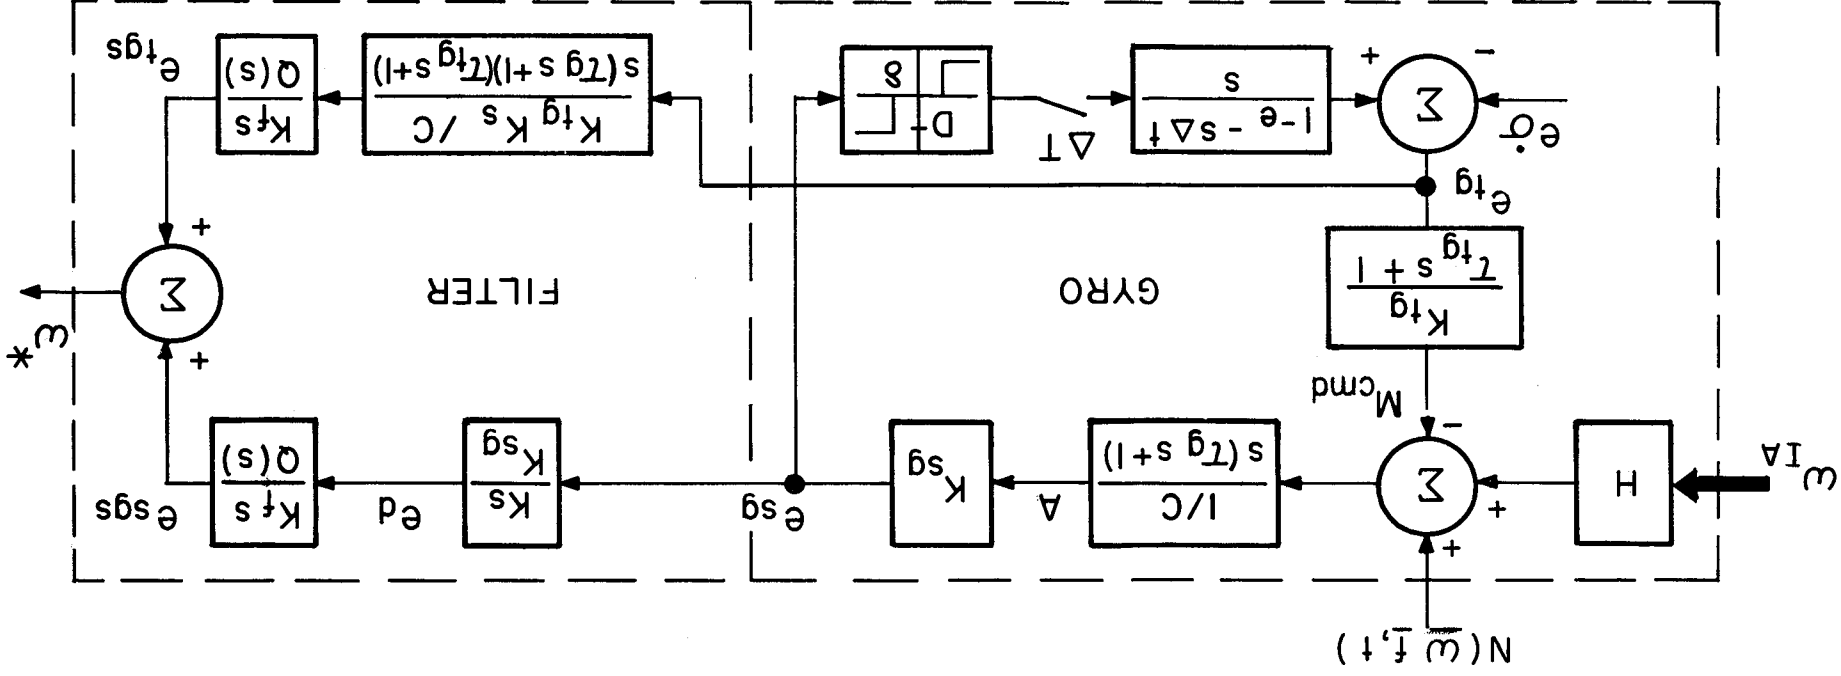 N(ω̄ f̄, t)
ω_IA
H
+
+
Σ
−
I/C
s(τ_g s+1)
A
K_sg
e_sg
K_s
K_sg
e_d
K_f s
Q(s)
e_sgs
M_cmd
K_tg
τ_tg s + 1
GYRO
FILTER
+
Σ
+
ω*
e_tg
e_σ̇
Σ
−
+
1-e^-sΔt
s
ΔT
D+
δ
K_tg K_s /C
s(τ_g s+1)(τ_tg s+1)
K_f s
Q(s)
e_tgs